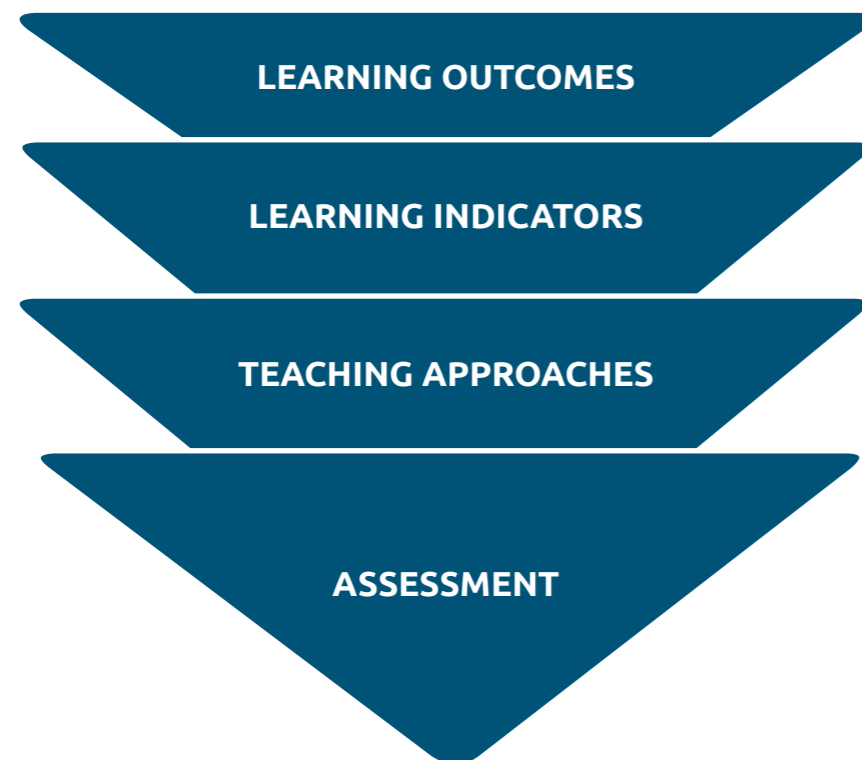 LEARNING OUTCOMES
LEARNING INDICATORS
TEACHING APPROACHES
ASSESSMENT